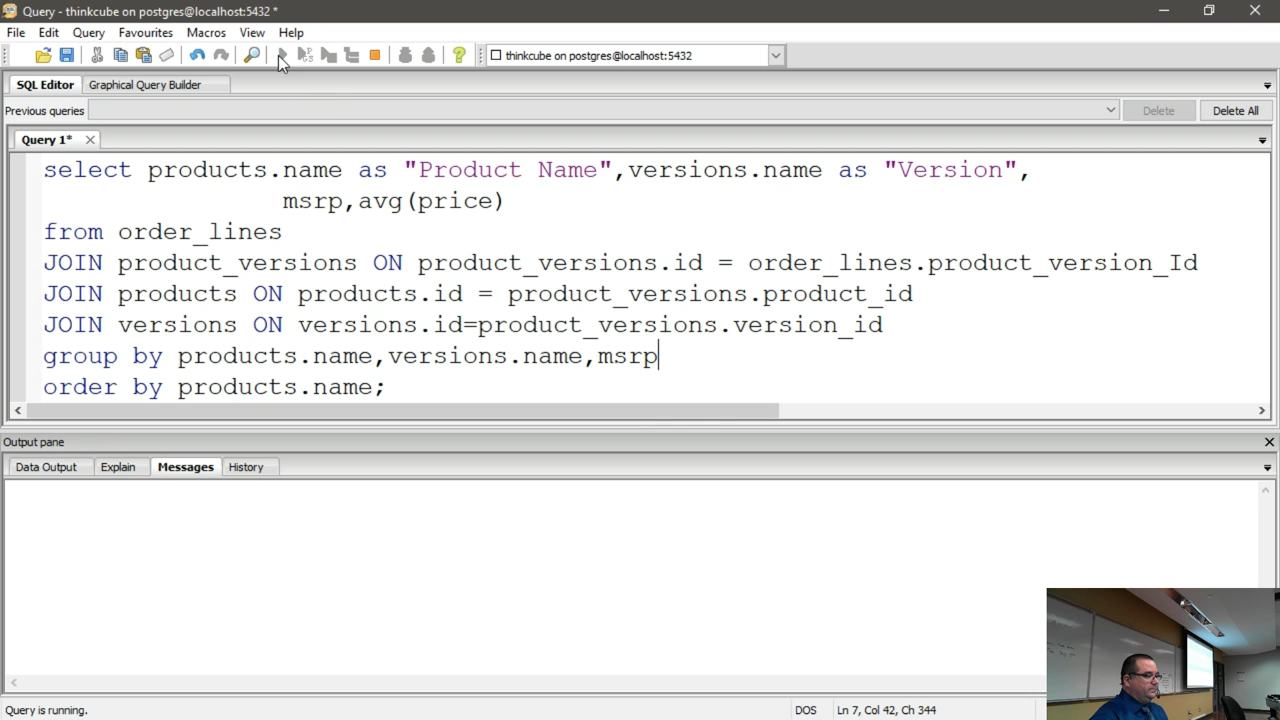 Query - thinkcube on postgres@localhost:5432 *
File Edit Query Favourites Macros View Help
thinkcube on postgres@localhost:5432
SQL Editor Graphical Query Builder
Previous queries Delete Delete All
Query 1*
select products.name as "Product Name",versions.name as "Version",
msrp,avg(price)
from order_lines
JOIN product_versions ON product_versions.id = order_lines.product_version_Id
JOIN products ON products.id = product_versions.product_id
JOIN versions ON versions.id=product_versions.version_id
group by products.name,versions.name,msrp
order by products.name;
Output pane
Data Output Explain Messages History
Query is running. DOS Ln 7, Col 42, Ch 344